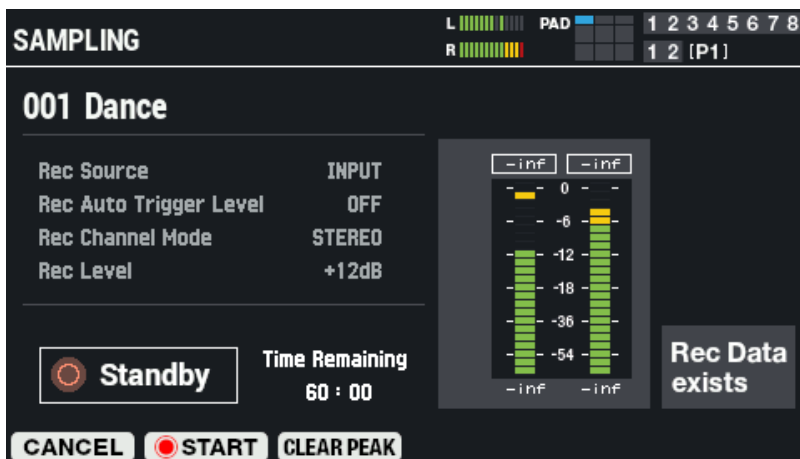 SAMPLING
L PAD 1 2 3 4 5 6 7 8
R 1 2 [P1]
001 Dance
Rec Source INPUT
Rec Auto Trigger Level OFF
Rec Channel Mode STEREO
Rec Level +12dB
-inf -inf
- - 0 - -
- - -6 - -
- - -12 - -
- - -18 - -
- - -36 - -
- - -54 - -
-inf -inf
Standby
Time Remaining
60 : 00
Rec Data
exists
CANCEL START CLEAR PEAK